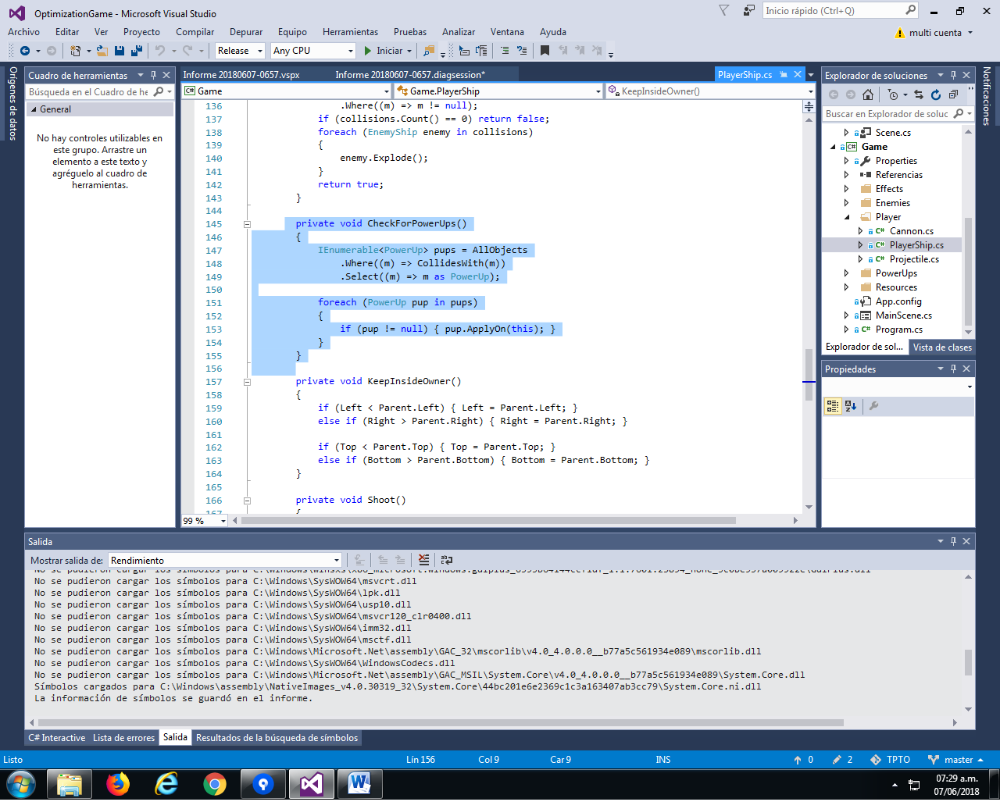 OptimizationGame - Microsoft Visual Studio
Inicio rápido (Ctrl+Q)
Archivo Editar Ver Proyecto Compilar Depurar Equipo Herramientas Pruebas Analizar Ventana Ayuda
multi cuenta
Release Any CPU Iniciar
Orígenes de datos
Cuadro de herramientas
Búsqueda en el Cuadro de he
General
No hay controles utilizables en
este grupo. Arrastre un
elemento a este texto y
agréguelo al cuadro de
herramientas.
Informe 20180607-0657.vspx Informe 20180607-0657.diagsession* PlayerShip.cs
Game Game.PlayerShip KeepInsideOwner()
136 .Where((m) => m != null);
137 if (collisions.Count() == 0) return false;
138 foreach (EnemyShip enemy in collisions)
139 {
140 enemy.Explode();
141 }
142 return true;
143 }
144
145 private void CheckForPowerUps()
146 {
147 IEnumerable<PowerUp> pups = AllObjects
148 .Where((m) => CollidesWith(m))
149 .Select((m) => m as PowerUp);
150
151 foreach (PowerUp pup in pups)
152 {
153 if (pup != null) { pup.ApplyOn(this); }
154 }
155 }
156
157 private void KeepInsideOwner()
158 {
159 if (Left < Parent.Left) { Left = Parent.Left; }
160 else if (Right > Parent.Right) { Right = Parent.Right; }
161
162 if (Top < Parent.Top) { Top = Parent.Top; }
163 else if (Bottom > Parent.Bottom) { Bottom = Parent.Bottom; }
164 }
165
166 private void Shoot()
167 {
99 %
Explorador de soluciones
Buscar en Explorador de soluc
Scene.cs
Game
Properties
Referencias
Effects
Enemies
Player
Cannon.cs
PlayerShip.cs
Projectile.cs
PowerUps
Resources
App.config
MainScene.cs
Program.cs
Explorador de sol... Vista de clases
Propiedades
Notificaciones
Salida
Mostrar salida de: Rendimiento
No se pudieron cargar los símbolos para C:\Windows\SysWOW64\msvcrt.dll
No se pudieron cargar los símbolos para C:\Windows\SysWOW64\lpk.dll
No se pudieron cargar los símbolos para C:\Windows\SysWOW64\usp10.dll
No se pudieron cargar los símbolos para C:\Windows\SysWOW64\msvcr120_clr0400.dll
No se pudieron cargar los símbolos para C:\Windows\SysWOW64\imm32.dll
No se pudieron cargar los símbolos para C:\Windows\SysWOW64\msctf.dll
No se pudieron cargar los símbolos para C:\Windows\Microsoft.Net\assembly\GAC_32\mscorlib\v4.0_4.0.0.0__b77a5c561934e089\mscorlib.dll
No se pudieron cargar los símbolos para C:\Windows\SysWOW64\WindowsCodecs.dll
No se pudieron cargar los símbolos para C:\Windows\Microsoft.Net\assembly\GAC_MSIL\System.Core\v4.0_4.0.0.0__b77a5c561934e089\System.Core.dll
Símbolos cargados para C:\Windows\assembly\NativeImages_v4.0.30319_32\System.Core\44bc201e6e2369c1c3a163407ab3cc79\System.Core.ni.dll
La información de símbolos se guardó en el informe.
C# Interactive Lista de errores Salida Resultados de la búsqueda de símbolos
Listo Lín 156 Col 9 Car 9 INS 0 2 TPTO master
07:29 a.m.
07/06/2018